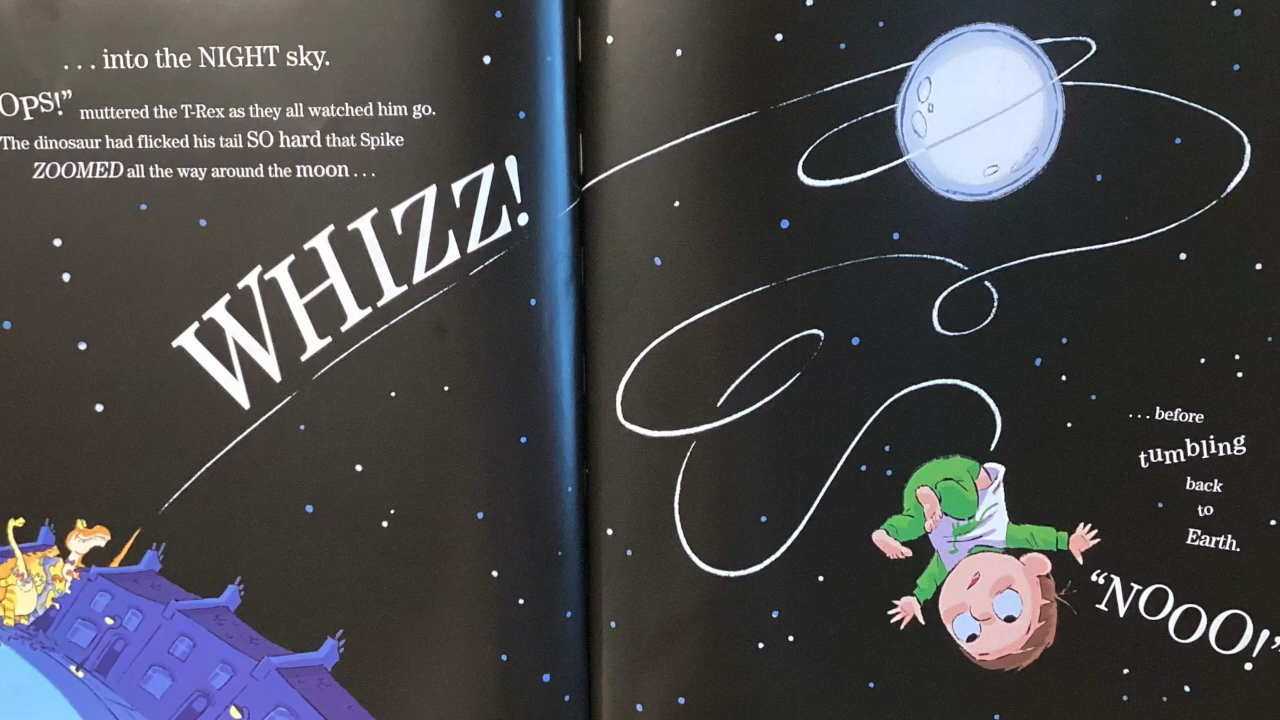 . . . into the NIGHT sky.
OPS!” muttered the T-Rex as they all watched him go.
The dinosaur had flicked his tail SO hard that Spike
ZOOMED all the way around the moon . . .
WHIZZ!
. . . before
tumbling
back
to
Earth.
“NOOO!”